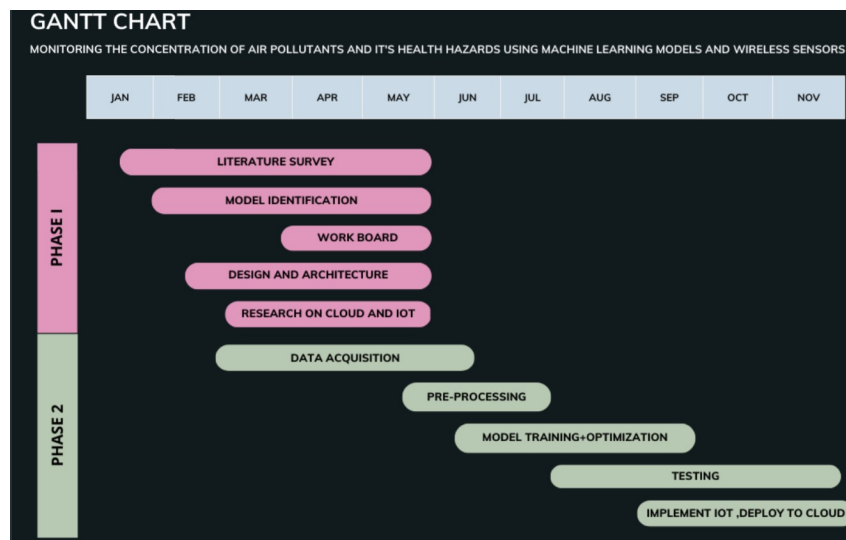 GANTT CHART
MONITORING THE CONCENTRATION OF AIR POLLUTANTS AND IT'S HEALTH HAZARDS USING MACHINE LEARNING MODELS AND WIRELESS SENSORS
JAN FEB MAR APR MAY JUN JUL AUG SEP OCT NOV
PHASE I
LITERATURE SURVEY
MODEL IDENTIFICATION
WORK BOARD
DESIGN AND ARCHITECTURE
RESEARCH ON CLOUD AND IOT
PHASE 2
DATA ACQUISITION
PRE-PROCESSING
MODEL TRAINING+OPTIMIZATION
TESTING
IMPLEMENT IOT ,DEPLOY TO CLOUD